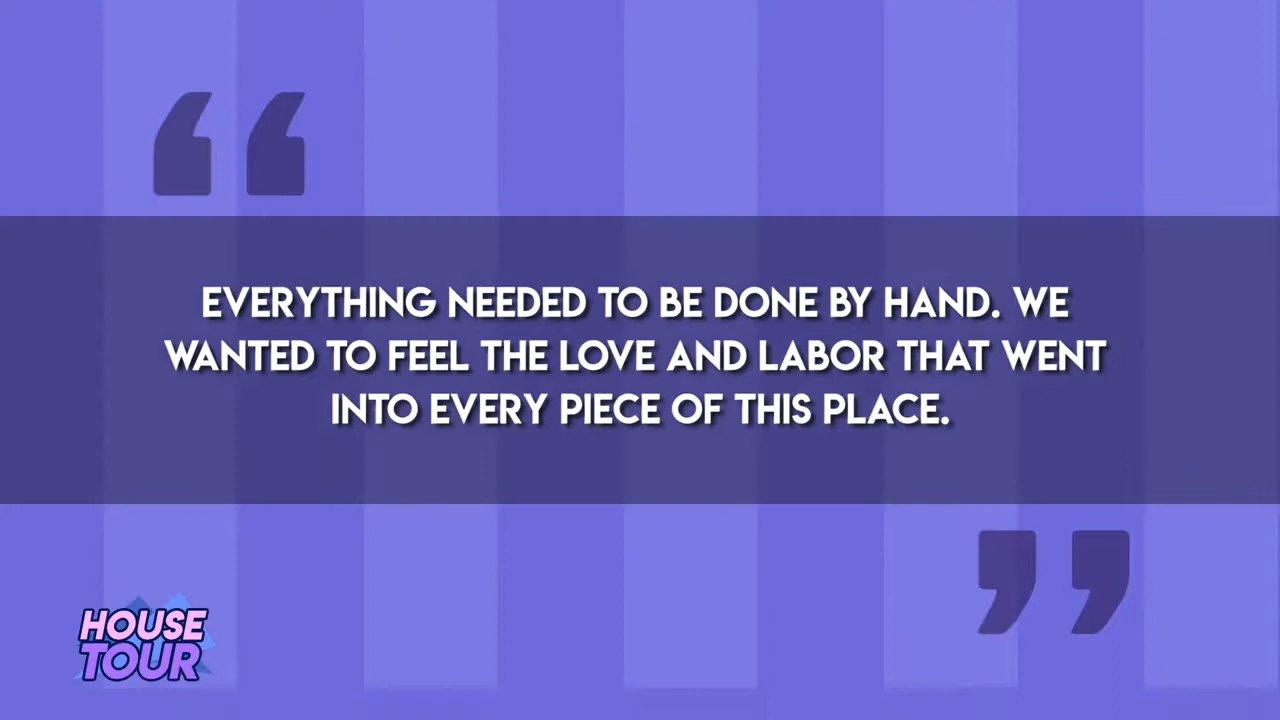 EVERYTHING NEEDED TO BE DONE BY HAND. WE
WANTED TO FEEL THE LOVE AND LABOR THAT WENT
INTO EVERY PIECE OF THIS PLACE.
HOUSE
TOUR